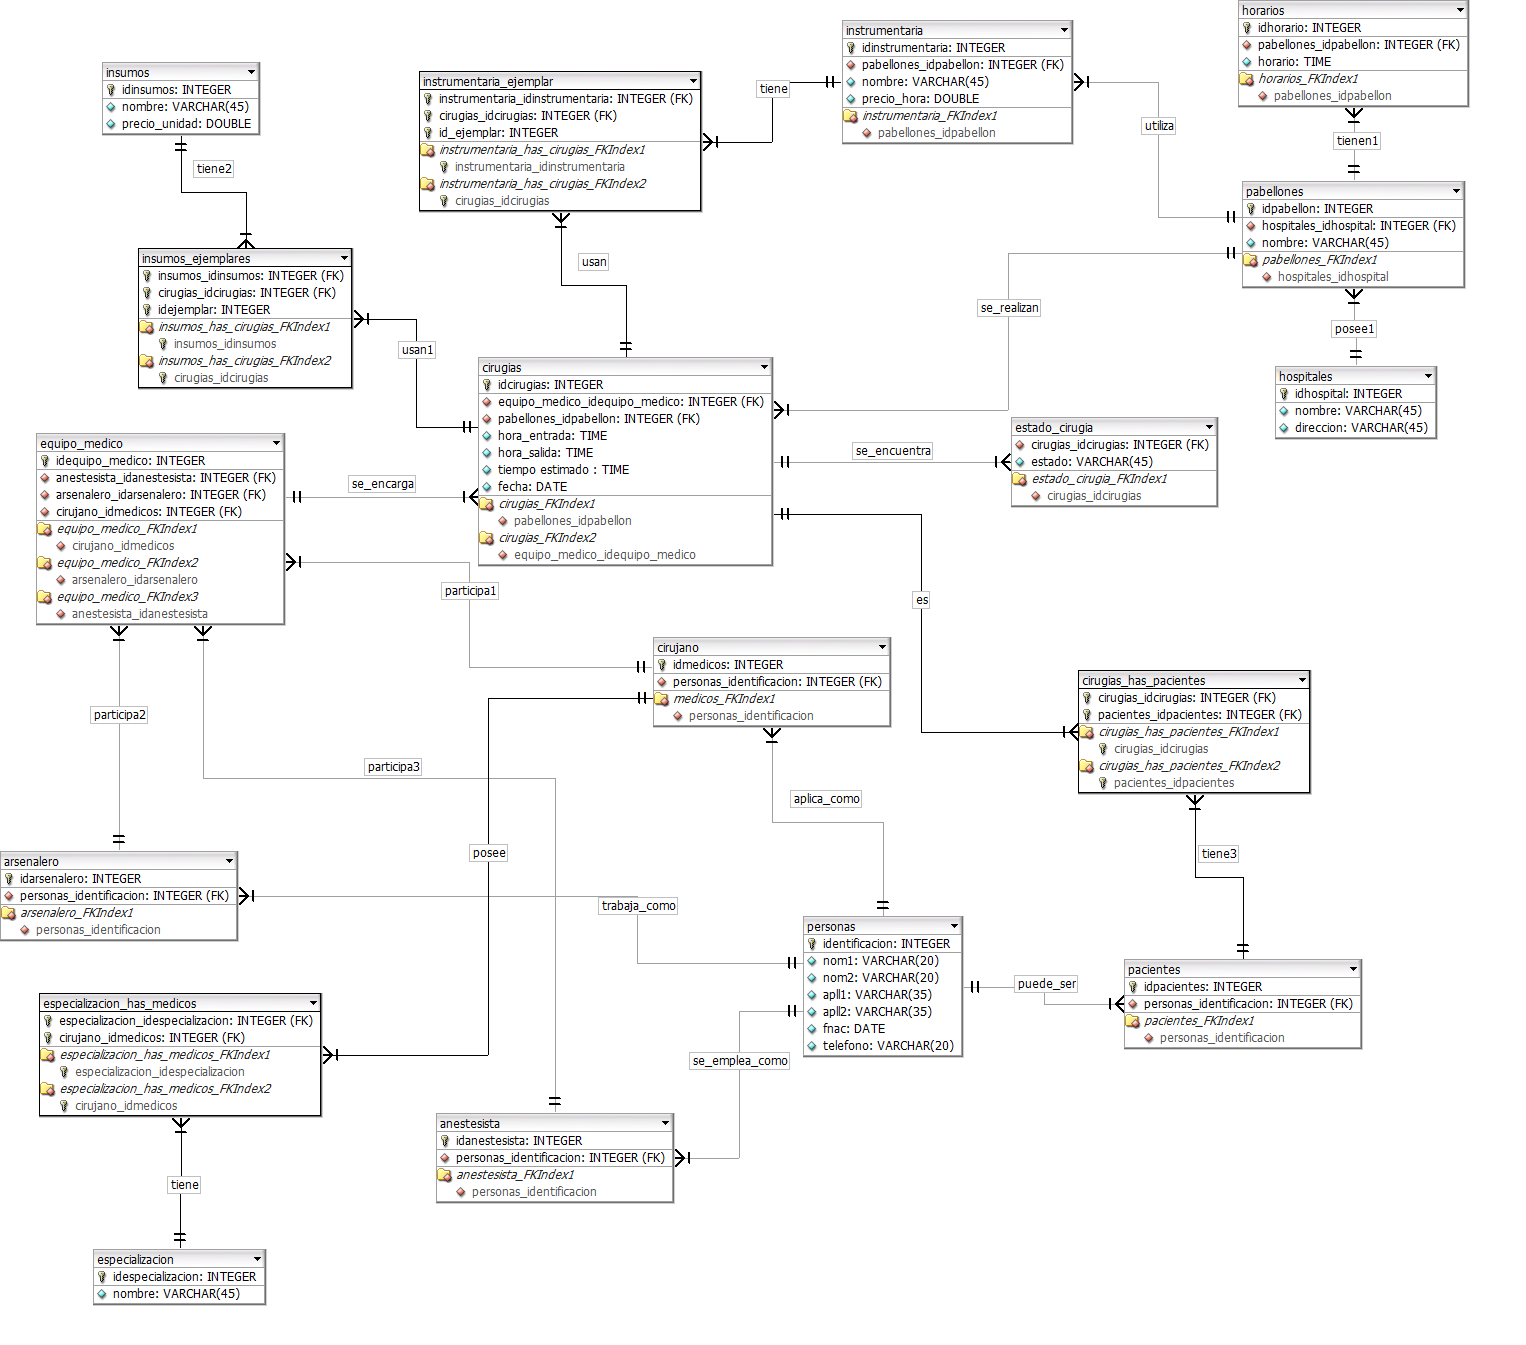 horarios
idhorario: INTEGER
pabellones_idpabellon: INTEGER (FK)
horario: TIME
horarios_FKIndex1
pabellones_idpabellon
instrumentaria
idinstrumentaria: INTEGER
pabellones_idpabellon: INTEGER (FK)
nombre: VARCHAR(45)
precio_hora: DOUBLE
instrumentaria_FKIndex1
pabellones_idpabellon
insumos
idinsumos: INTEGER
nombre: VARCHAR(45)
precio_unidad: DOUBLE
instrumentaria_ejemplar
instrumentaria_idinstrumentaria: INTEGER (FK)
cirugias_idcirugias: INTEGER (FK)
id_ejemplar: INTEGER
instrumentaria_has_cirugias_FKIndex1
instrumentaria_idinstrumentaria
instrumentaria_has_cirugias_FKIndex2
cirugias_idcirugias
tiene
utiliza
tienen1
tiene2
pabellones
idpabellon: INTEGER
hospitales_idhospital: INTEGER (FK)
nombre: VARCHAR(45)
pabellones_FKIndex1
hospitales_idhospital
insumos_ejemplares
insumos_idinsumos: INTEGER (FK)
cirugias_idcirugias: INTEGER (FK)
idejemplar: INTEGER
insumos_has_cirugias_FKIndex1
insumos_idinsumos
insumos_has_cirugias_FKIndex2
cirugias_idcirugias
usan
se_realizan
posee1
usan1
hospitales
idhospital: INTEGER
nombre: VARCHAR(45)
direccion: VARCHAR(45)
cirugias
idcirugias: INTEGER
equipo_medico_idequipo_medico: INTEGER (FK)
pabellones_idpabellon: INTEGER (FK)
hora_entrada: TIME
hora_salida: TIME
tiempo estimado : TIME
fecha: DATE
cirugias_FKIndex1
pabellones_idpabellon
cirugias_FKIndex2
equipo_medico_idequipo_medico
estado_cirugia
cirugias_idcirugias: INTEGER (FK)
estado: VARCHAR(45)
estado_cirugia_FKIndex1
cirugias_idcirugias
equipo_medico
idequipo_medico: INTEGER
anestesista_idanestesista: INTEGER (FK)
arsenalero_idarsenalero: INTEGER (FK)
cirujano_idmedicos: INTEGER (FK)
equipo_medico_FKIndex1
cirujano_idmedicos
equipo_medico_FKIndex2
arsenalero_idarsenalero
equipo_medico_FKIndex3
anestesista_idanestesista
se_encuentra
se_encarga
participa1
es
cirujano
idmedicos: INTEGER
personas_identificacion: INTEGER (FK)
medicos_FKIndex1
personas_identificacion
cirugias_has_pacientes
cirugias_idcirugias: INTEGER (FK)
pacientes_idpacientes: INTEGER (FK)
cirugias_has_pacientes_FKIndex1
cirugias_idcirugias
cirugias_has_pacientes_FKIndex2
pacientes_idpacientes
participa2
participa3
aplica_como
posee
tiene3
arsenalero
idarsenalero: INTEGER
personas_identificacion: INTEGER (FK)
arsenalero_FKIndex1
personas_identificacion
trabaja_como
personas
identificacion: INTEGER
nom1: VARCHAR(20)
nom2: VARCHAR(20)
apll1: VARCHAR(35)
apll2: VARCHAR(35)
fnac: DATE
telefono: VARCHAR(20)
puede_ser
pacientes
idpacientes: INTEGER
personas_identificacion: INTEGER (FK)
pacientes_FKIndex1
personas_identificacion
especializacion_has_medicos
especializacion_idespecializacion: INTEGER (FK)
cirujano_idmedicos: INTEGER (FK)
especializacion_has_medicos_FKIndex1
especializacion_idespecializacion
especializacion_has_medicos_FKIndex2
cirujano_idmedicos
se_emplea_como
anestesista
idanestesista: INTEGER
personas_identificacion: INTEGER (FK)
anestesista_FKIndex1
personas_identificacion
tiene
especializacion
idespecializacion: INTEGER
nombre: VARCHAR(45)